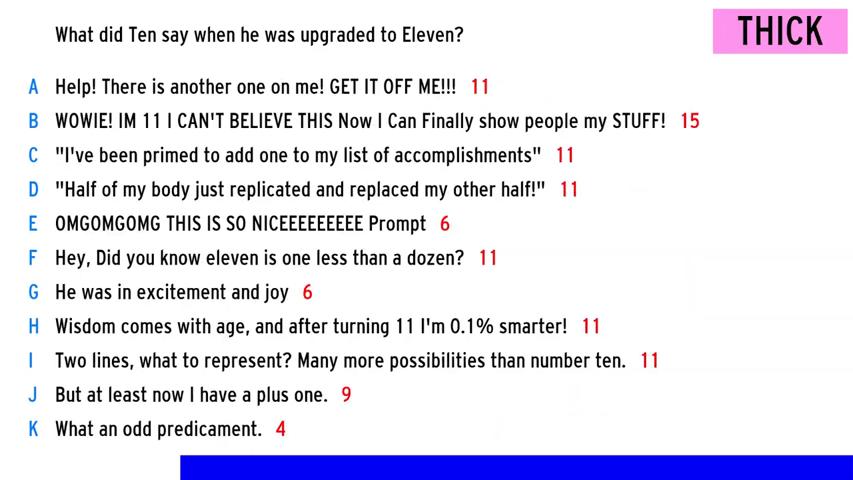 What did Ten say when he was upgraded to Eleven?
THICK
A Help! There is another one on me! GET IT OFF ME!!! 11
B WOWIE! IM 11 I CAN'T BELIEVE THIS Now I Can Finally show people my STUFF! 15
C "I've been primed to add one to my list of accomplishments" 11
D "Half of my body just replicated and replaced my other half!" 11
E OMGOMGOMG THIS IS SO NICEEEEEEEEE Prompt 6
F Hey, Did you know eleven is one less than a dozen? 11
G He was in excitement and joy 6
H Wisdom comes with age, and after turning 11 I'm 0.1% smarter! 11
I Two lines, what to represent? Many more possibilities than number ten. 11
J But at least now I have a plus one. 9
K What an odd predicament. 4